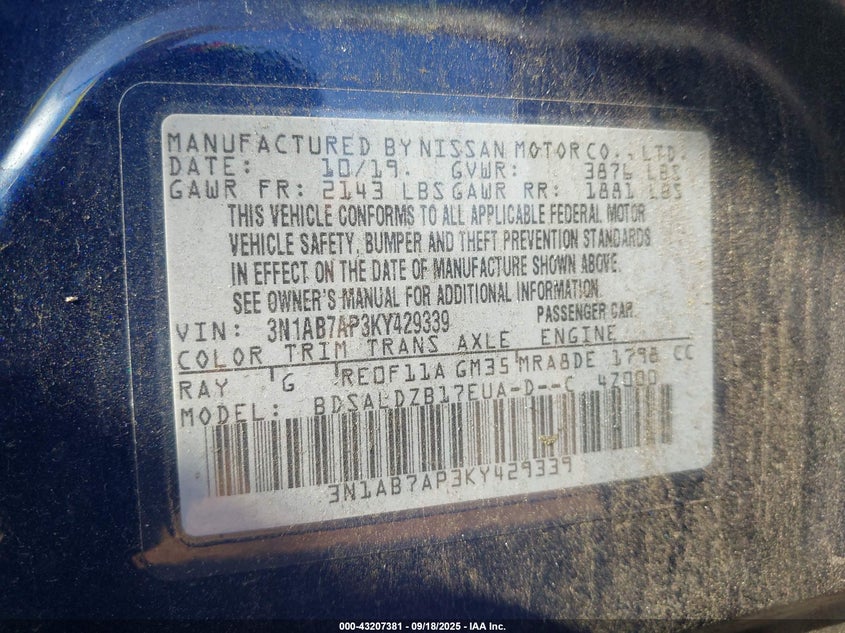 MANUFACTURED BY NISSAN MOTOR CO., LTD.
DATE: 10/19. GVWR: 3876 LBS
GAWR FR: 2143 LBS GAWR RR: 1881 LBS
THIS VEHICLE CONFORMS TO ALL APPLICABLE FEDERAL MOTOR
VEHICLE SAFETY, BUMPER AND THEFT PREVENTION STANDARDS
IN EFFECT ON THE DATE OF MANUFACTURE SHOWN ABOVE.
SEE OWNER'S MANUAL FOR ADDITIONAL INFORMATION.
VIN: 3N1AB7AP3KY429339 PASSENGER CAR.
COLOR TRIM TRANS AXLE ENGINE
RAY G RE0F11A GM35 MRA8DE 1798 CC
MODEL: BDSALDZB17EUA-D--C 4Z000
3N1AB7AP3KY429339
000-43207381 | 09/18/2025 - IAA Inc.